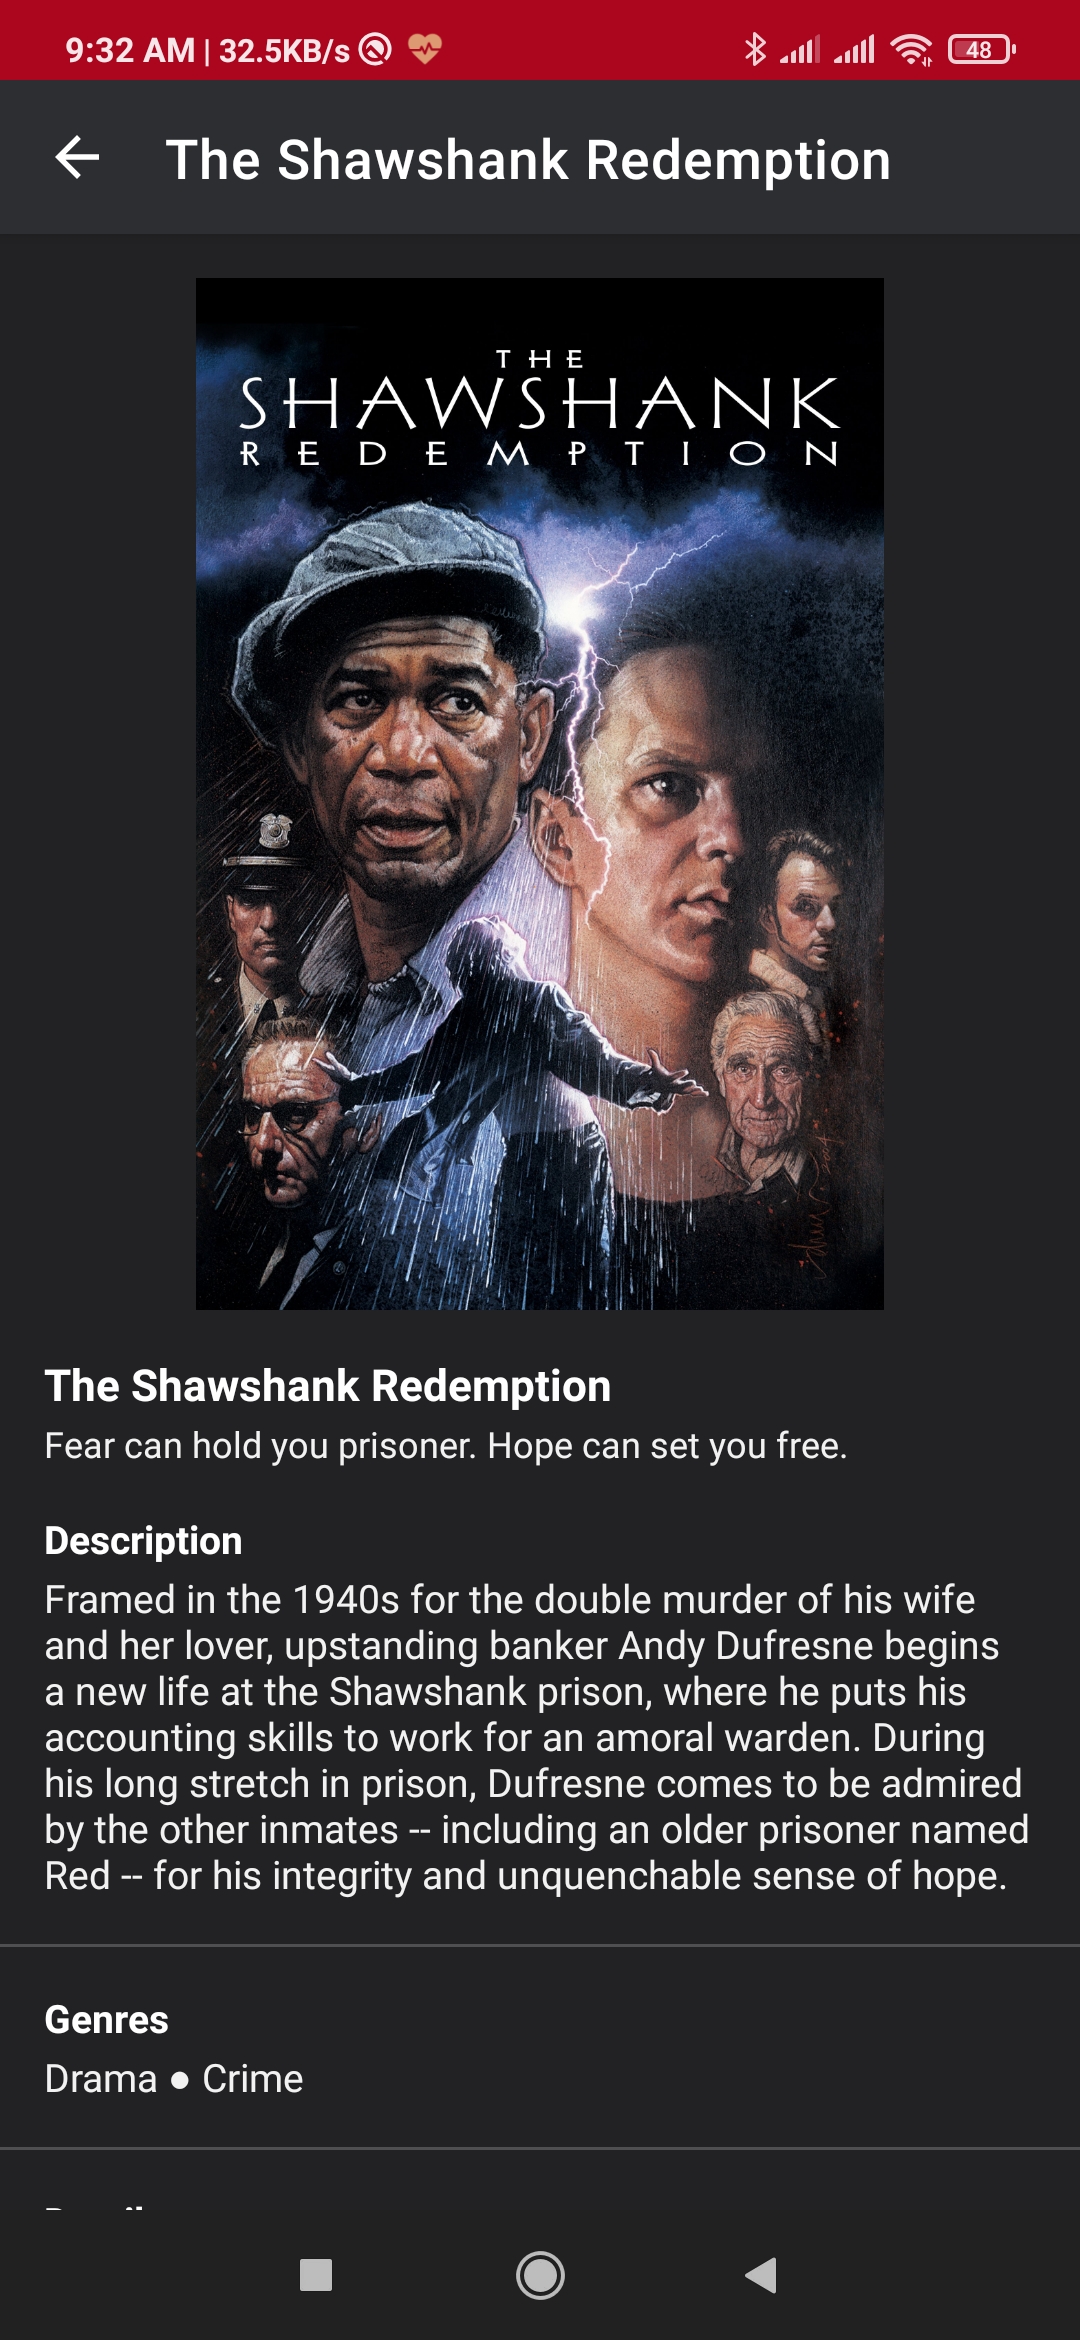 9:32 AM | 32.5KB/s
48
The Shawshank Redemption
THE
SHAWSHANK
REDEMPTION
The Shawshank Redemption
Fear can hold you prisoner. Hope can set you free.
Description
Framed in the 1940s for the double murder of his wife
and her lover, upstanding banker Andy Dufresne begins
a new life at the Shawshank prison, where he puts his
accounting skills to work for an amoral warden. During
his long stretch in prison, Dufresne comes to be admired
by the other inmates -- including an older prisoner named
Red -- for his integrity and unquenchable sense of hope.
Genres
Drama ● Crime